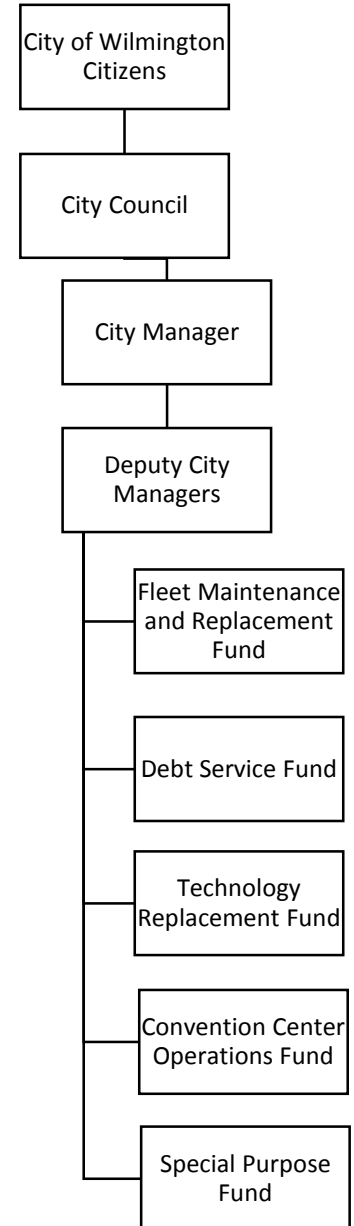 City of Wilmington
Citizens
City Council
City Manager
Deputy City
Managers
Fleet Maintenance
and Replacement
Fund
Debt Service Fund
Technology
Replacement Fund
Convention Center
Operations Fund
Special Purpose
Fund